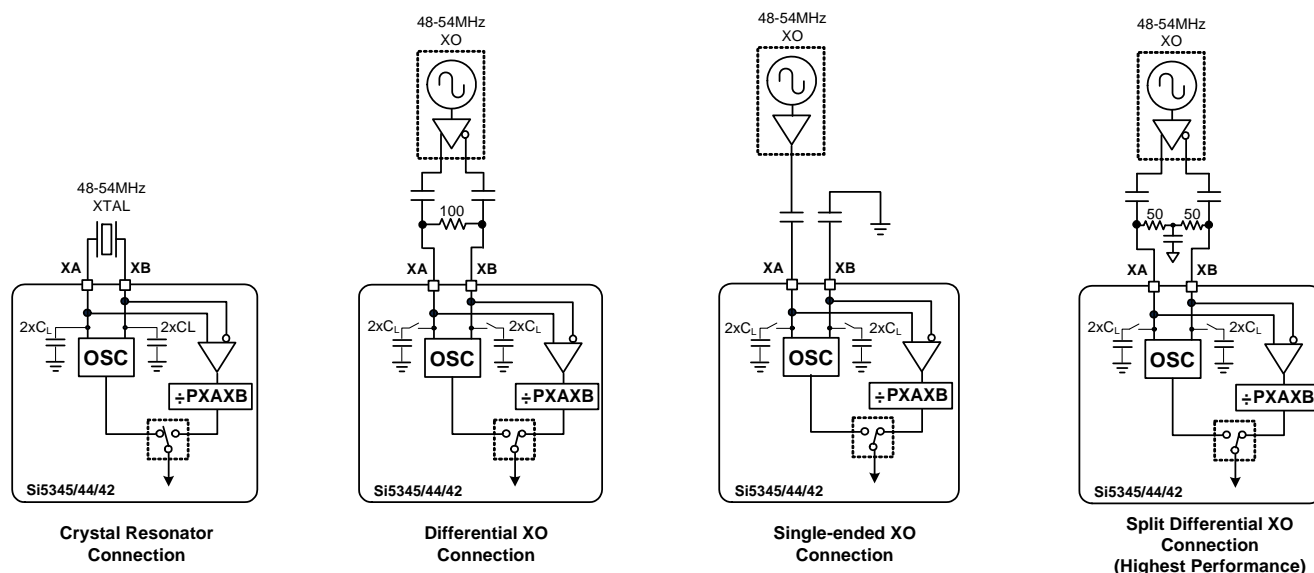 48-54MHz
XTAL
XA
XB
2xCL
2xCL
OSC
÷PXAXB
Si5345/44/42
Crystal Resonator
Connection
48-54MHz
XO
100
XA
XB
2xCL
2xCL
OSC
÷PXAXB
Si5345/44/42
Differential XO
Connection
48-54MHz
XO
XA
XB
2xCL
2xCL
OSC
÷PXAXB
Si5345/44/42
Single-ended XO
Connection
48-54MHz
XO
50
50
XA
XB
2xCL
2xCL
OSC
÷PXAXB
Si5345/44/42
Split Differential XO
Connection
(Highest Performance)